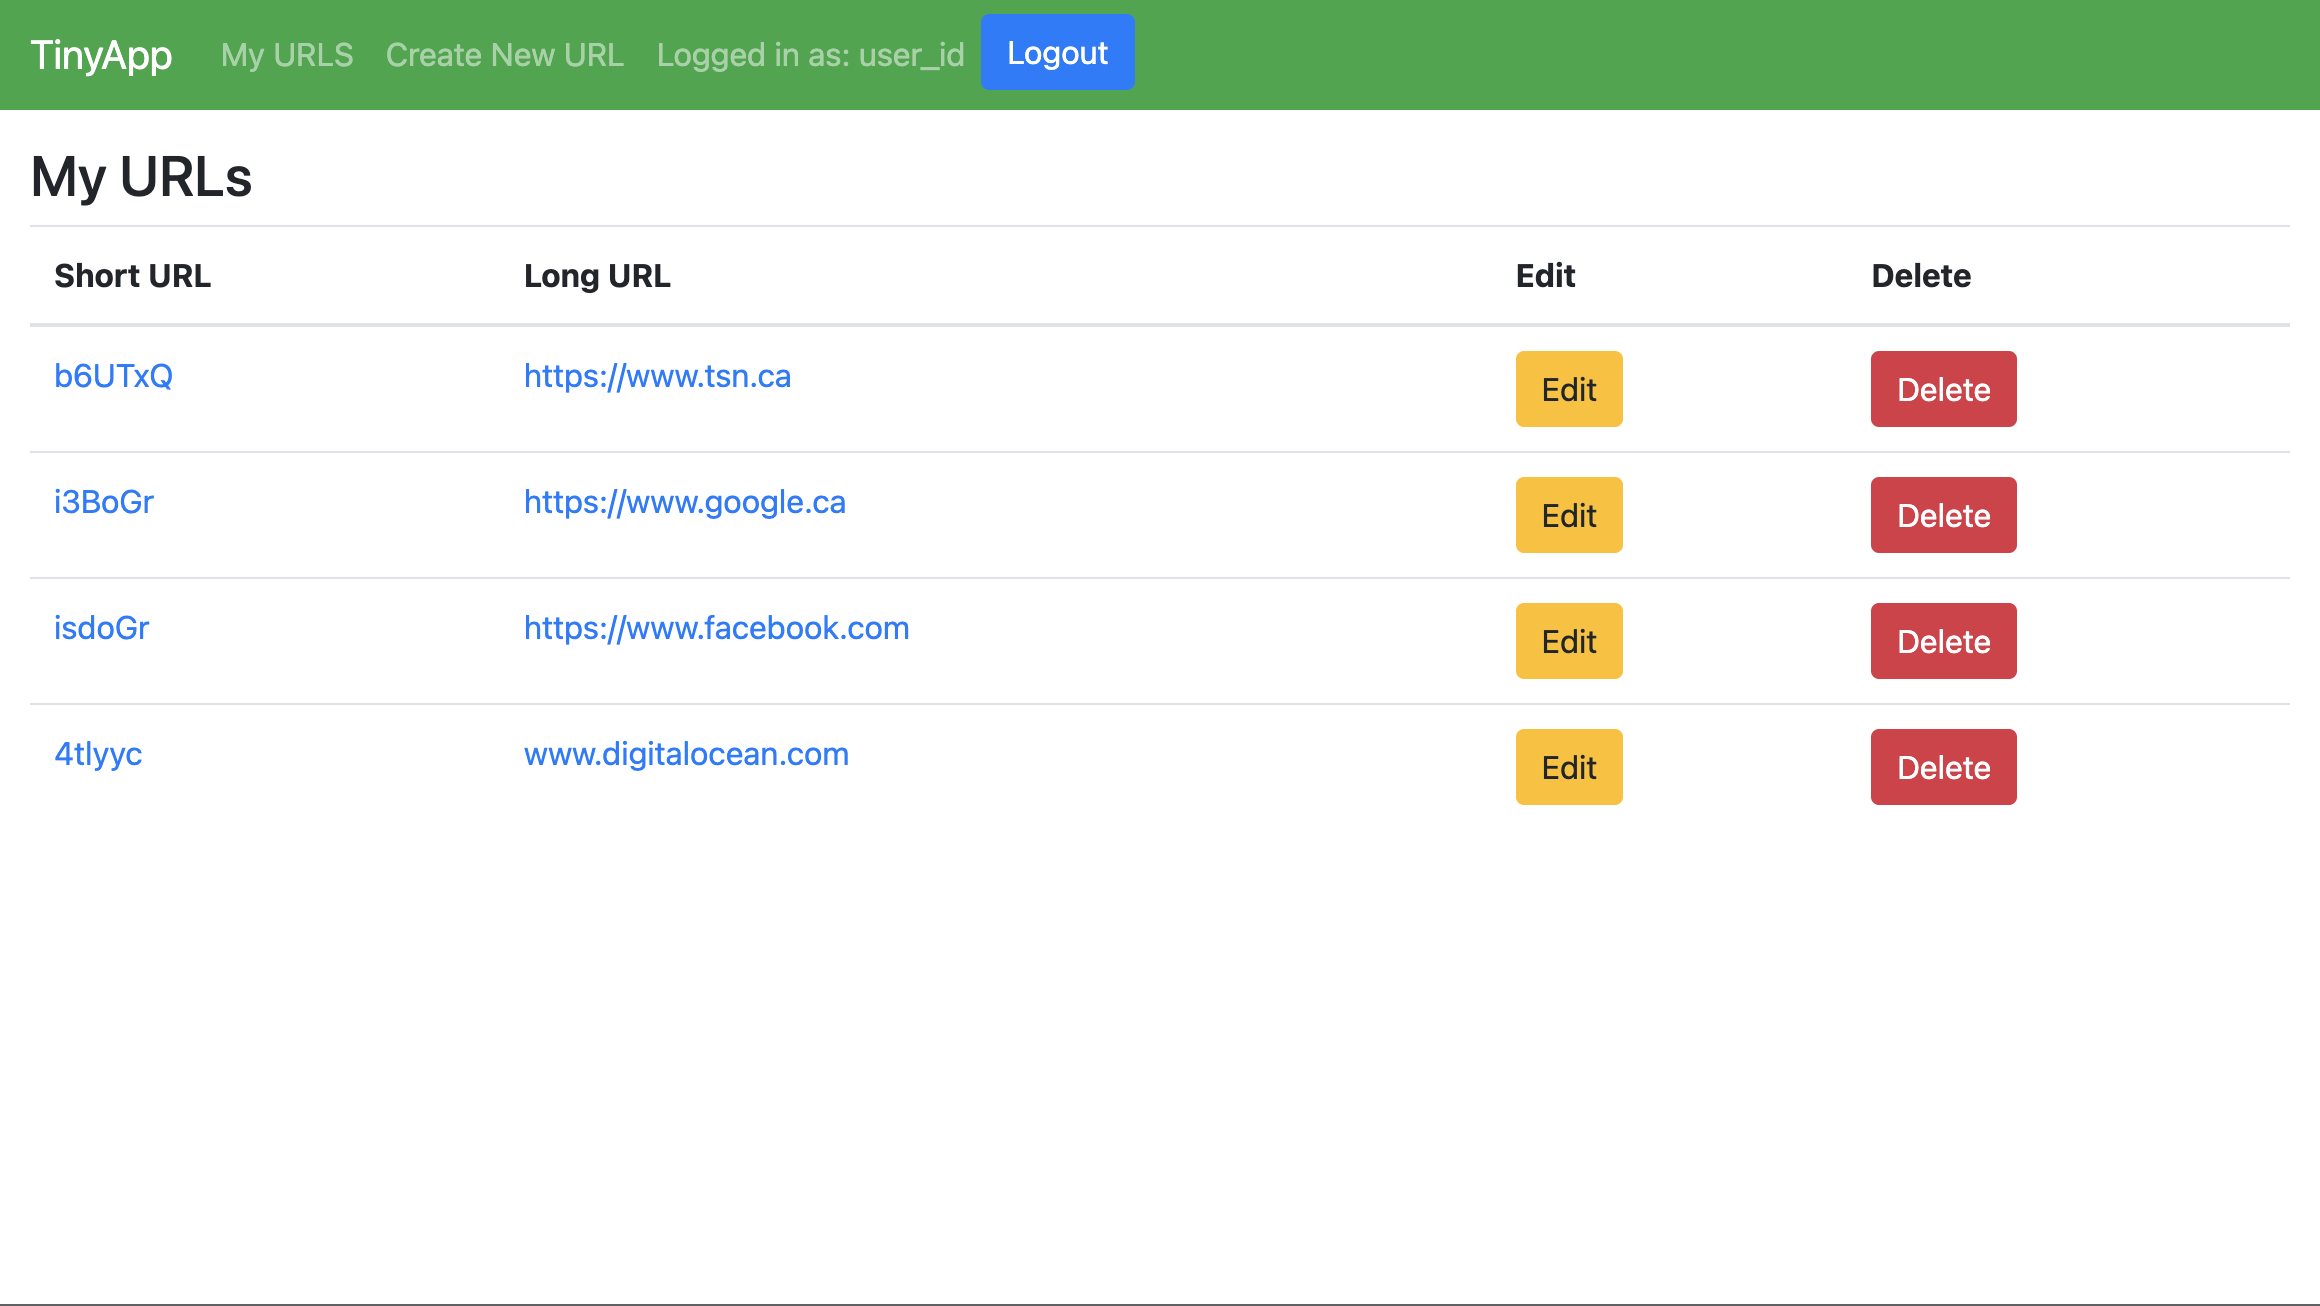 TinyApp My URLS Create New URL Logged in as: user_id Logout
My URLs
Short URL Long URL Edit Delete
b6UTxQ https://www.tsn.ca Edit Delete
i3BoGr https://www.google.ca Edit Delete
isdoGr https://www.facebook.com Edit Delete
4tlyyc www.digitalocean.com Edit Delete